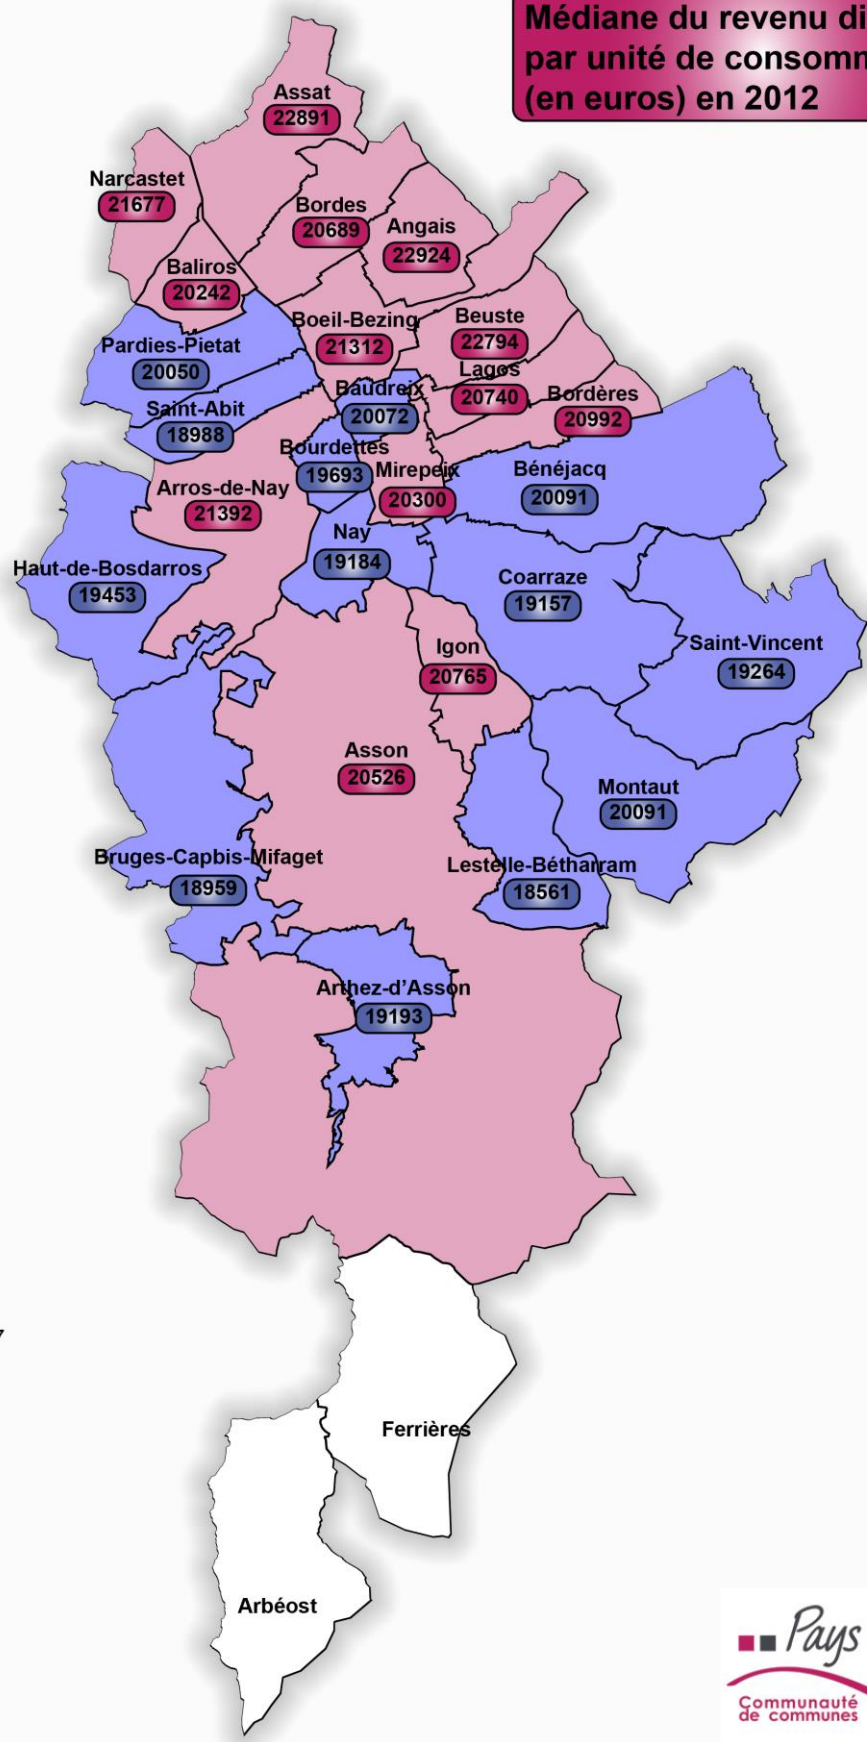 Médiane du revenu di
par unité de consomm
(en euros) en 2012
Assat
22891
Narcastet
21677
Bordes
20689
Angais
22924
Baliros
20242
Boeil-Bezing
21312
Beuste
22794
Pardies-Pietat
20050
Lagos
20740
Baudreix
20072
Bordères
20992
Saint-Abit
18988
Bourdettes
19693
Mirepeix
20300
Bénéjacq
20091
Arros-de-Nay
21392
Nay
19184
Haut-de-Bosdarros
19453
Coarraze
19157
Igon
20765
Saint-Vincent
19264
Asson
20526
Montaut
20091
Bruges-Capbis-Mifaget
18959
Lestelle-Bétharram
18561
Arthez-d'Asson
19193
Ferrières
Arbéost
Pays
Communauté
de communes